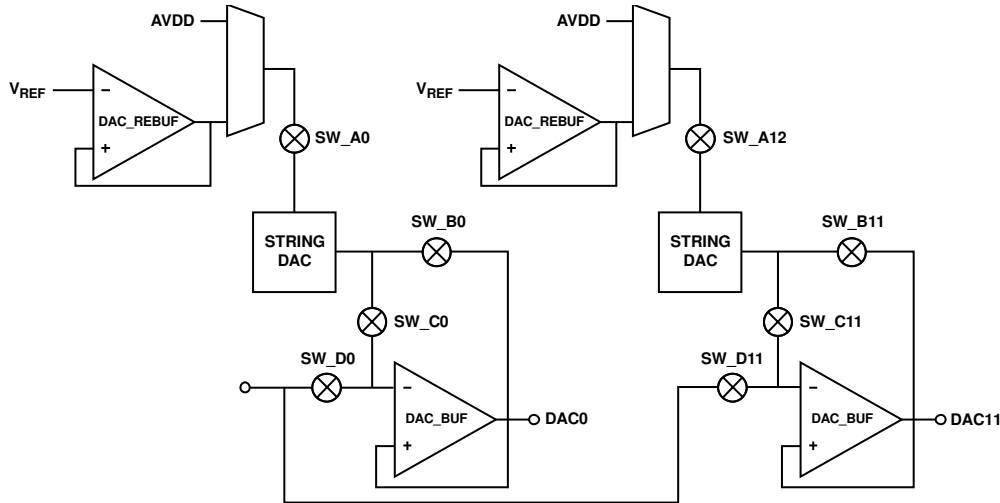 AVDD
AVDD
VREF
−
DAC_REBUF
+
SW_A0
VREF
−
DAC_REBUF
+
SW_A12
STRING
DAC
SW_B0
STRING
DAC
SW_B11
SW_C0
SW_C11
SW_D0
SW_D11
−
DAC_BUF
+
DAC0
−
DAC_BUF
+
DAC11